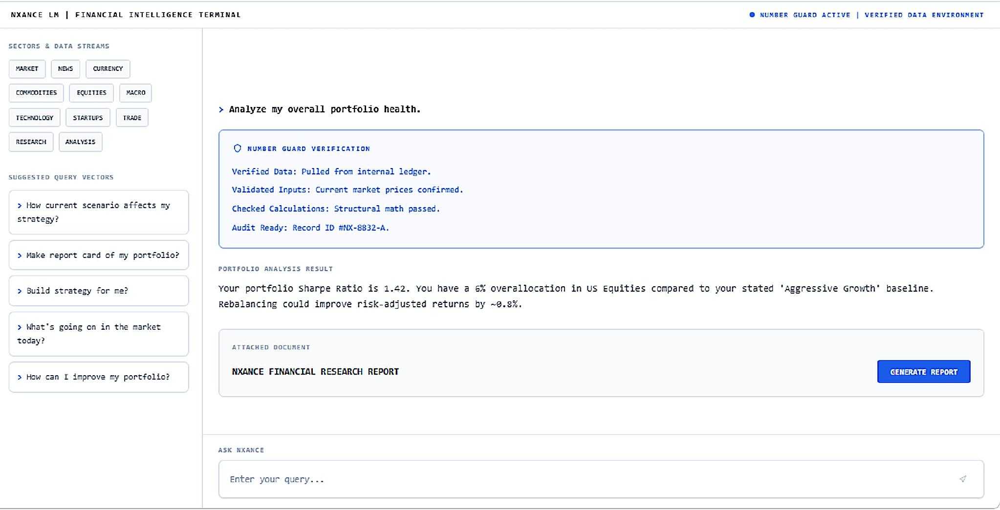 NXANCE LM | FINANCIAL INTELLIGENCE TERMINAL
NUMBER GUARD ACTIVE | VERIFIED DATA ENVIRONMENT
SECTORS & DATA STREAMS
MARKET
NEWS
CURRENCY
COMMODITIES
EQUITIES
MACRO
TECHNOLOGY
STARTUPS
TRADE
RESEARCH
ANALYSIS
SUGGESTED QUERY VECTORS
> How current scenario affects my
strategy?
> Make report card of my portfolio?
> Build strategy for me?
> What's going on in the market
today?
> How can I improve my portfolio?
> Analyze my overall portfolio health.
NUMBER GUARD VERIFICATION
Verified Data: Pulled from internal ledger.
Validated Inputs: Current market prices confirmed.
Checked Calculations: Structural math passed.
Audit Ready: Record ID #NX-8832-A.
PORTFOLIO ANALYSIS RESULT
Your portfolio Sharpe Ratio is 1.42. You have a 6% overallocation in US Equities compared to your stated 'Aggressive Growth' baseline.
Rebalancing could improve risk-adjusted returns by ~0.8%.
ATTACHED DOCUMENT
NXANCE FINANCIAL RESEARCH REPORT
GENERATE REPORT
ASK NXANCE
Enter your query...